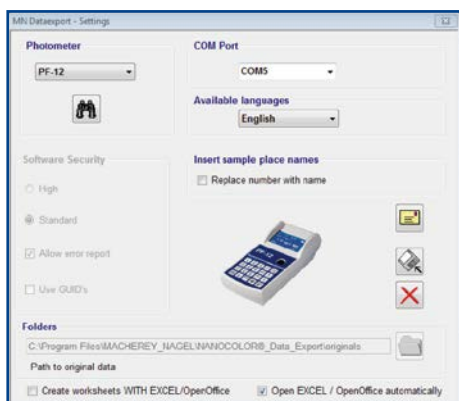 MN Dataexport - Settings
Photometer
PF-12
COM Port
COM5
Available languages
English
Software Security
High
Standard
Allow error report
Use GUID's
Insert sample place names
Replace number with name
PF-12
Folders
C:\Program Files\MACHEREY_NAGEL\NANOCOLOR®_Data_Export\originals
Path to original data
Create worksheets WITH EXCEL/OpenOffice
Open EXCEL / OpenOffice automatically